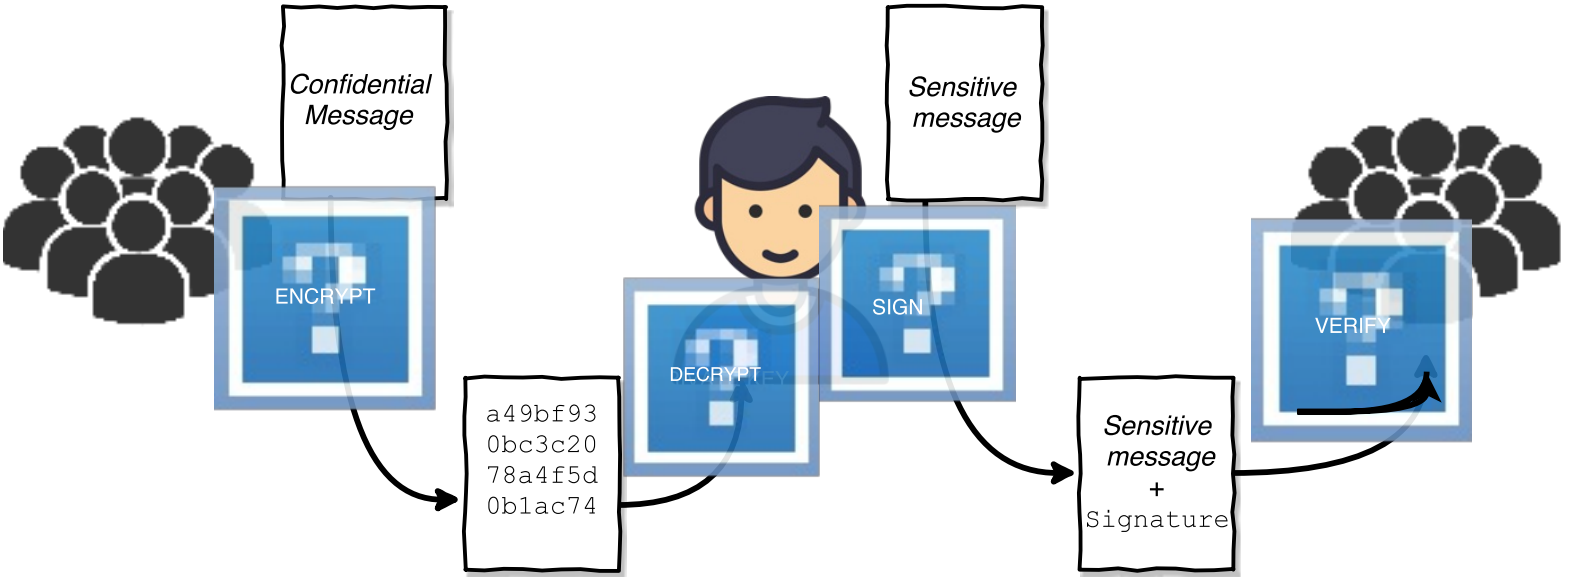 Confidential
Message
ENCRYPT
a49bf93
0bc3c20
78a4f5d
0b1ac74
DECRYPT
Sensitive
message
SIGN
Sensitive
message
+
Signature
VERIFY